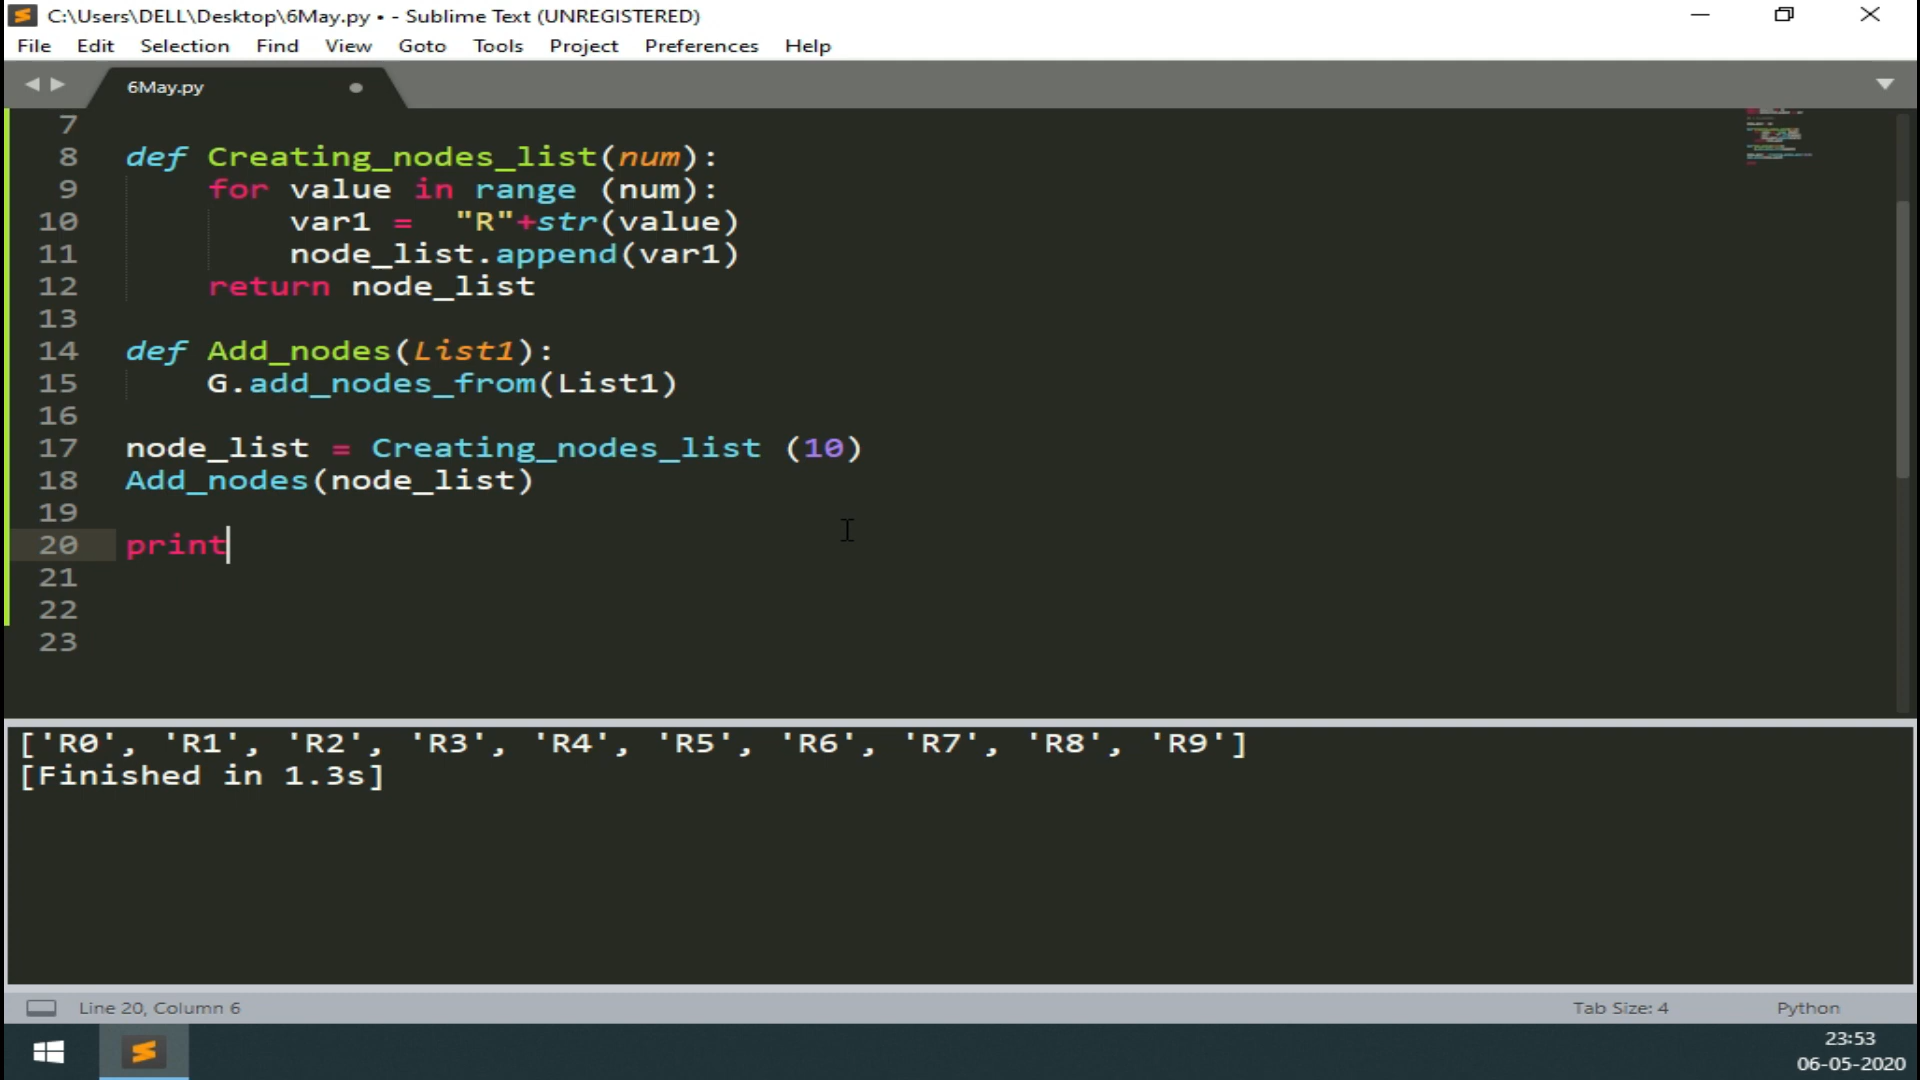 C:\Users\DELL\Desktop\6May.py • - Sublime Text (UNREGISTERED)
File Edit Selection Find View Goto Tools Project Preferences Help
6May.py
7
8 def Creating_nodes_list(num):
9 for value in range (num):
10 var1 = "R"+str(value)
11 node_list.append(var1)
12 return node_list
13
14 def Add_nodes(List1):
15 G.add_nodes_from(List1)
16
17 node_list = Creating_nodes_list (10)
18 Add_nodes(node_list)
19
20 print
21
22
23
['R0', 'R1', 'R2', 'R3', 'R4', 'R5', 'R6', 'R7', 'R8', 'R9']
[Finished in 1.3s]
Line 20, Column 6 Tab Size: 4 Python
23:53
06-05-2020